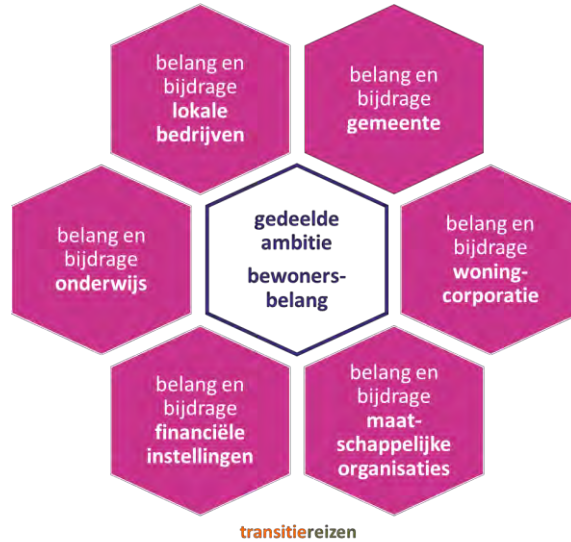 belang en
bijdrage
lokale
bedrijven
belang en
bijdrage
gemeente
belang en
bijdrage
onderwijs
gedeelde
ambitie
bewoners-
belang
belang en
bijdrage
woning-
corporatie
belang en
bijdrage
financiële
instellingen
belang en
bijdrage
maat-
schappelijke
organisaties
transitiereizen